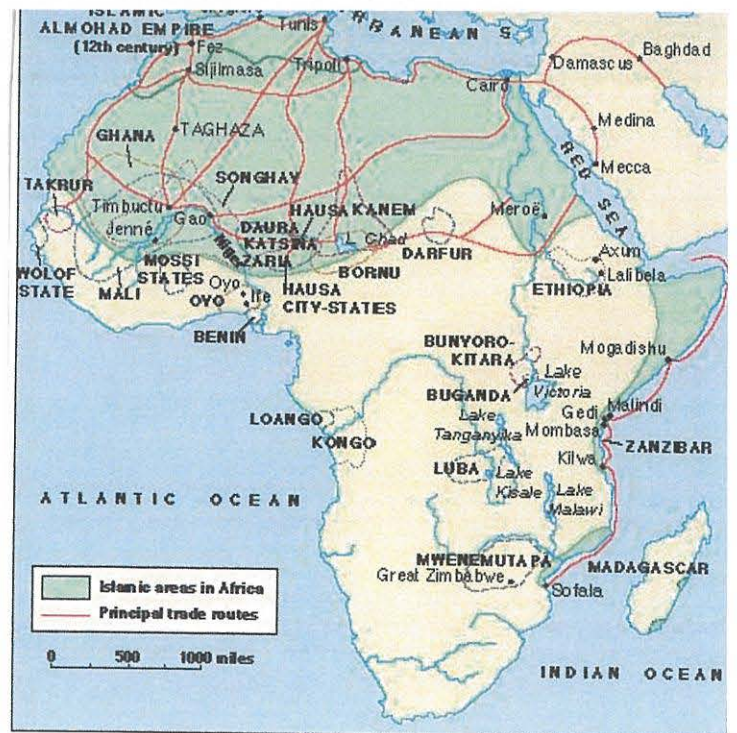 ISLAMIC
ALMOHAD EMPIRE
(12th century)
Fez
Tunis
Sijilmasa
Tripoli
Cairo
Damascus
Baghdad
Medina
Mecca
RED SEA
TAGHAZA
GHANA
TAKRUR
SONGHAY
Timbuctu
Gao
Jenné
HAUSA
KANEM
DAURA
KATSINA
ZARIA
Niger
L. Chad
Meroë
DARFUR
BORNU
Axum
Lalibela
ETHIOPIA
WOLOF
STATE
MALI
MOSSI
STATES
Oyo
OYO
Ife
BENIN
HAUSA
CITY-STATES
BUNYORO-
KITARA
BUGANDA
Lake
Victoria
Mogadishu
Gedi
Malindi
Mombasa
ZANZIBAR
Kilwa
LOANGO
KONGO
Lake
Tanganyika
LUBA
Lake
Kisale
Lake
Malawi
ATLANTIC OCEAN
MWENEMUTAPA
Great Zimbabwe
Sofala
MADAGASCAR
INDIAN OCEAN
Islamic areas in Africa
Principal trade routes
0 500 1000 miles